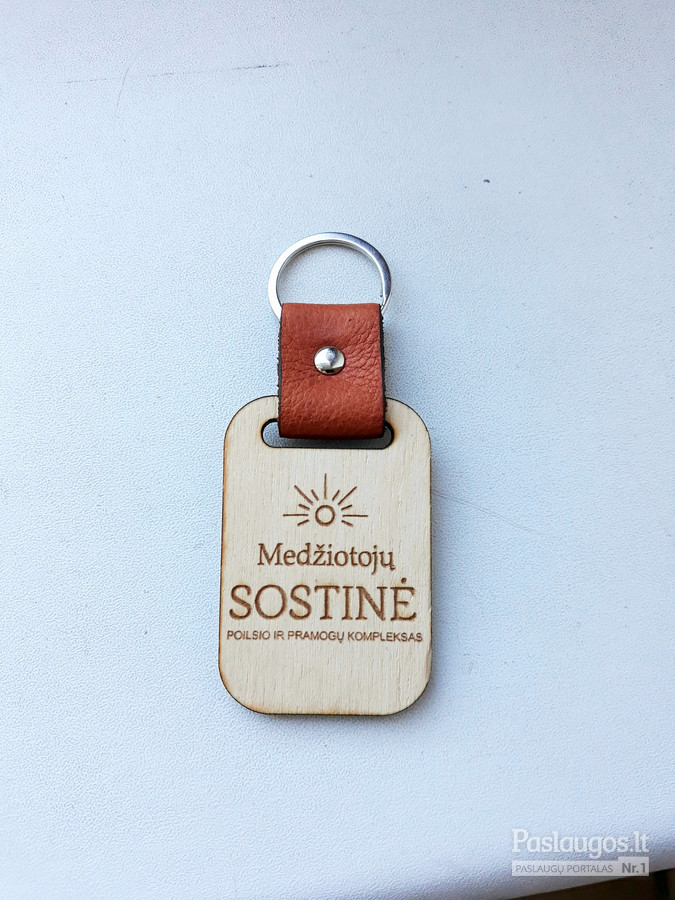 Medžiotojų
SOSTINĖ
POILSIO IR PRAMOGŲ KOMPLEKSAS
Paslaugos.lt
PASLAUGŲ PORTALAS Nr.1